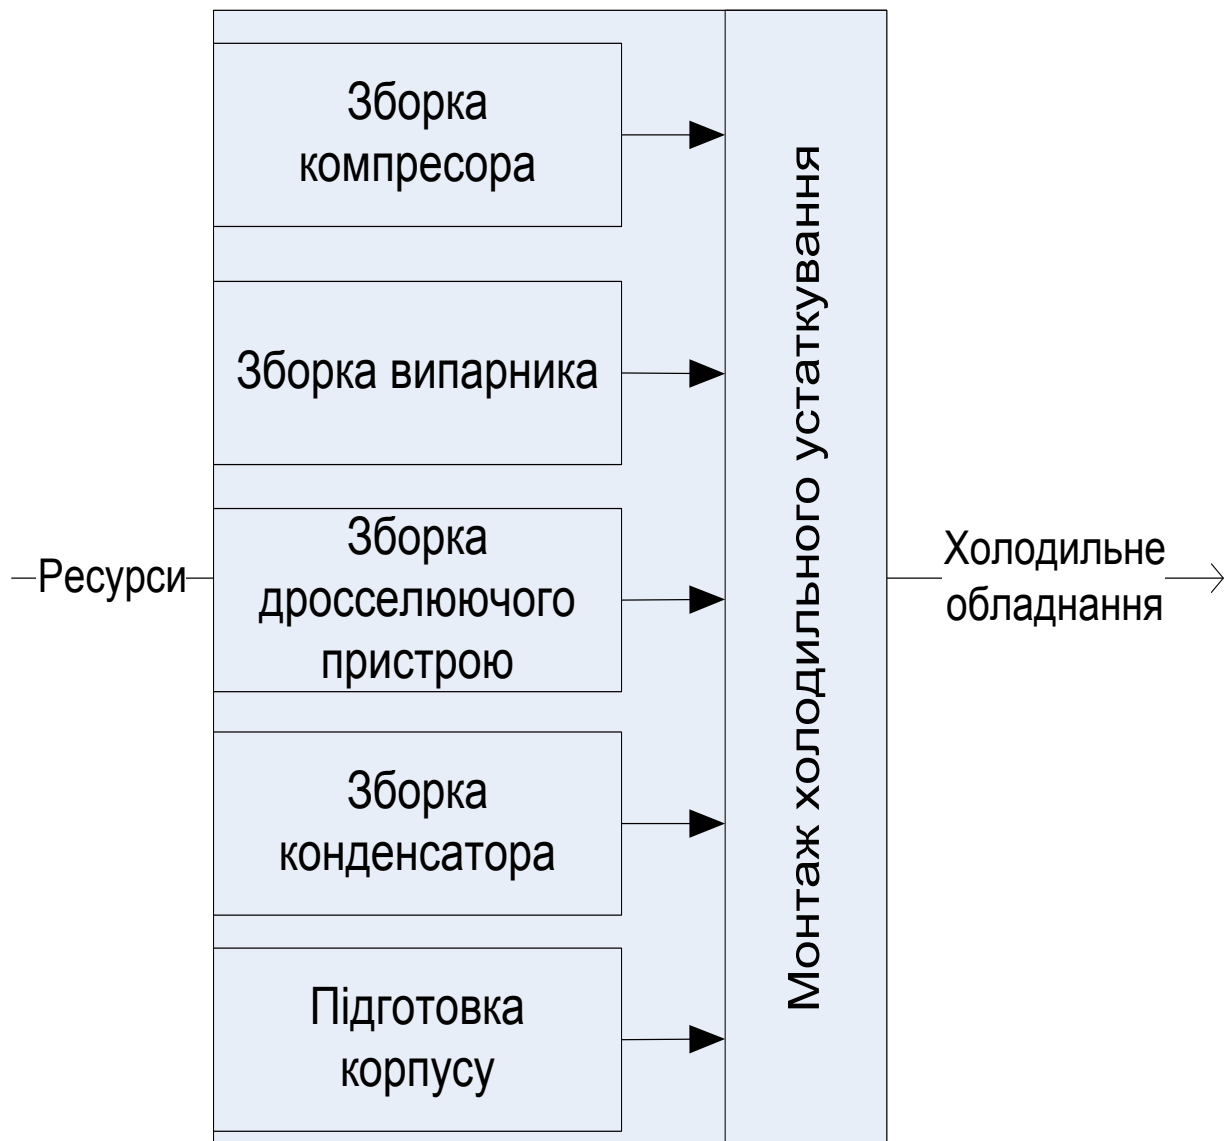 Зборка
компресора
Зборка випарника
Зборка
дросселюючого
пристрою
Зборка
конденсатора
Підготовка
корпусу
Ресурси
Монтаж холодильного устаткування
Холодильне
обладнання